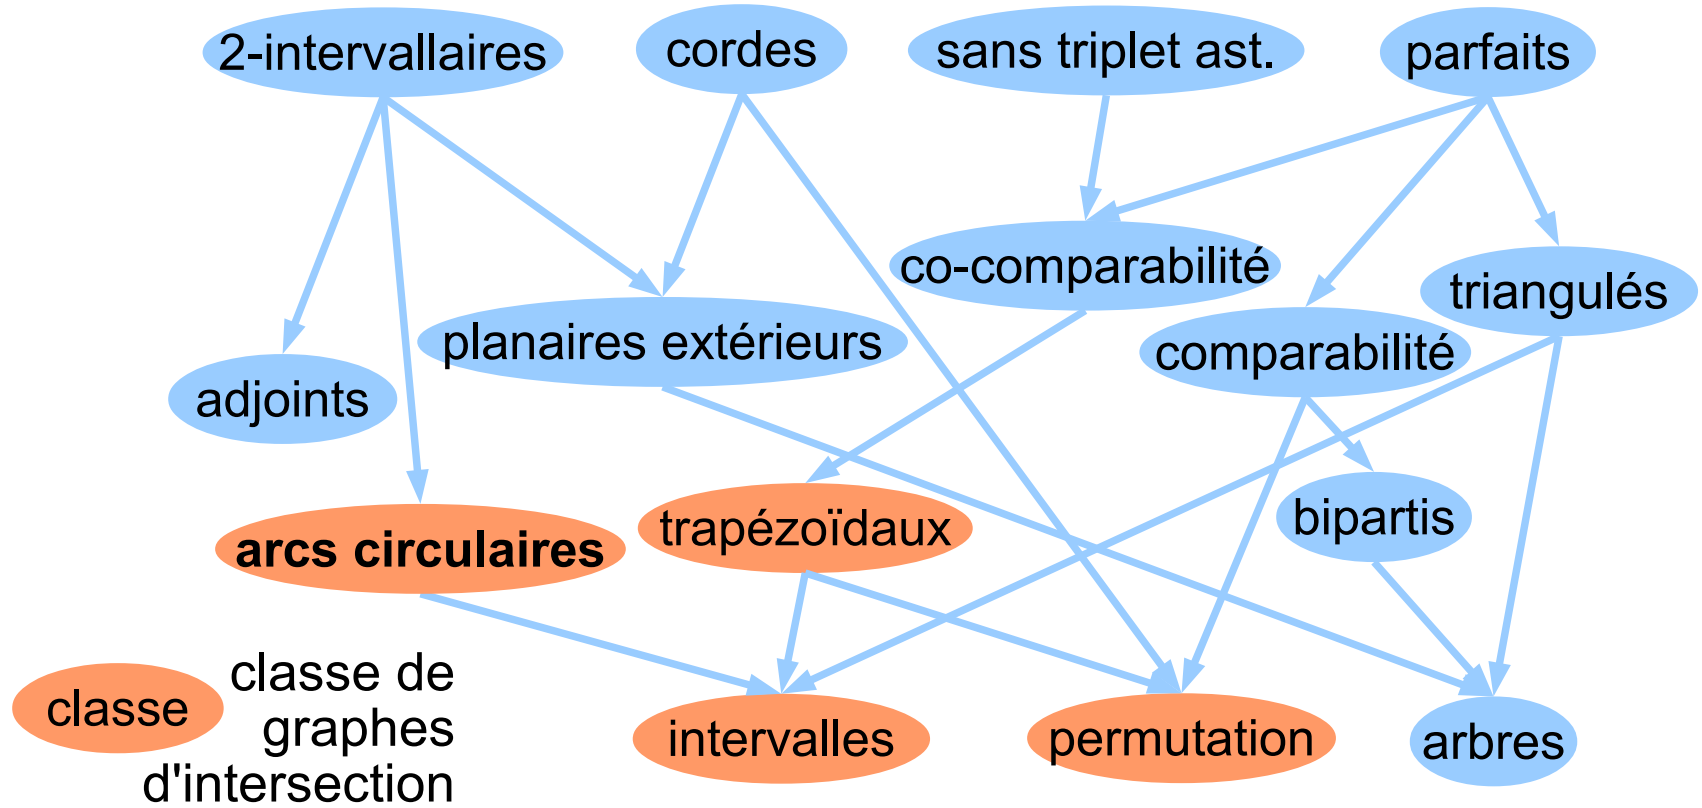 2-intervallaires
cordes
sans triplet ast.
parfaits
co-comparabilité
triangulés
planaires extérieurs
comparabilité
adjoints
bipartis
trapézoïdaux
arcs circulaires
classe
classe de
graphes
d'intersection
intervalles
permutation
arbres